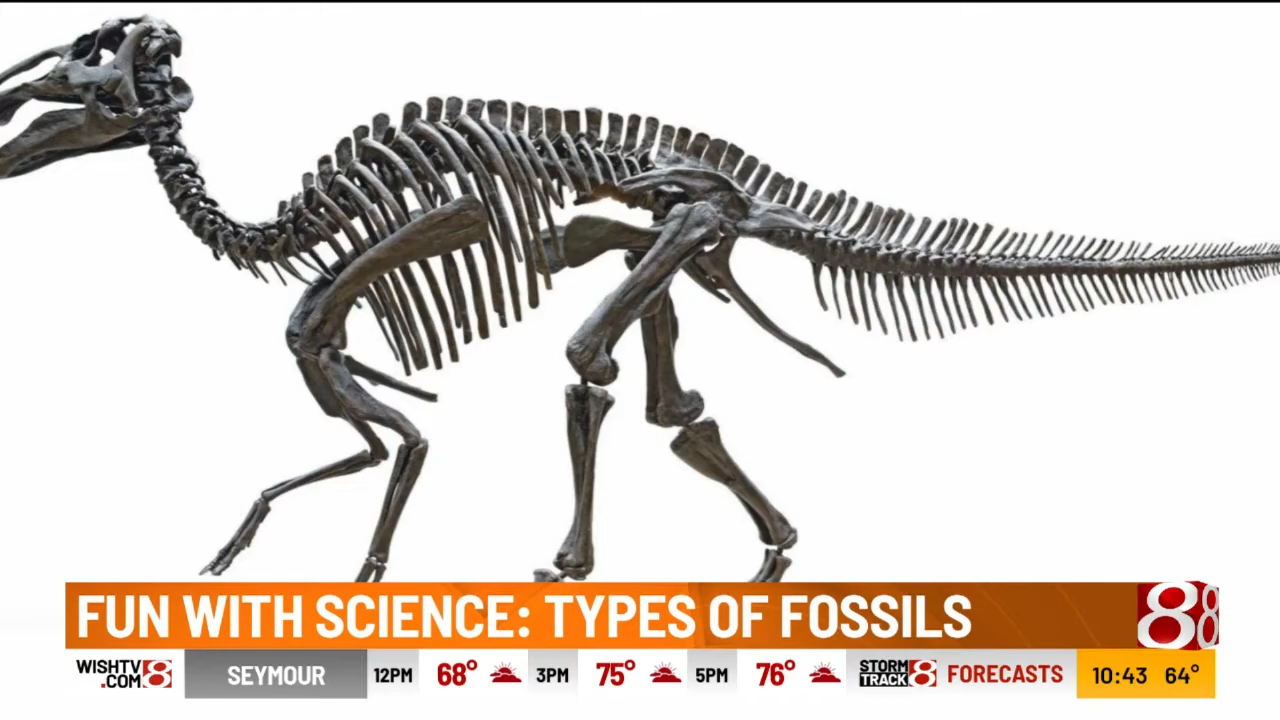 FUN WITH SCIENCE: TYPES OF FOSSILS
8 8
WISHTV
.COM 8
SEYMOUR
12PM 68° 3PM 75° 5PM 76°
STORM
TRACK 8
FORECASTS
10:43 64°